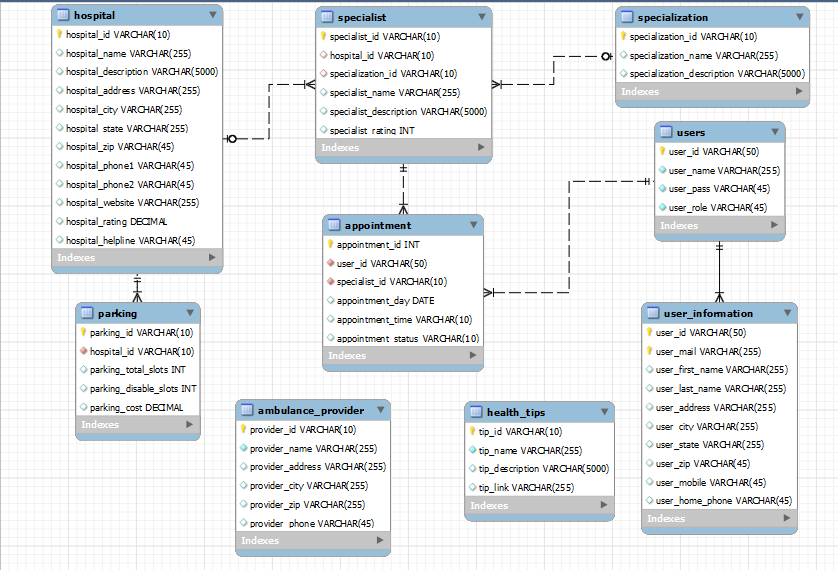 hospital
hospital_id VARCHAR(10)
hospital_name VARCHAR(255)
hospital_description VARCHAR(5000)
hospital_address VARCHAR(255)
hospital_city VARCHAR(255)
hospital_state VARCHAR(255)
hospital_zip VARCHAR(45)
hospital_phone1 VARCHAR(45)
hospital_phone2 VARCHAR(45)
hospital_website VARCHAR(255)
hospital_rating DECIMAL
hospital_helpline VARCHAR(45)
Indexes
specialist
specialist_id VARCHAR(10)
hospital_id VARCHAR(10)
specialization_id VARCHAR(10)
specialist_name VARCHAR(255)
specialist_description VARCHAR(5000)
specialist_rating INT
Indexes
specialization
specialization_id VARCHAR(10)
specialization_name VARCHAR(255)
specialization_description VARCHAR(5000)
Indexes
users
user_id VARCHAR(50)
user_name VARCHAR(255)
user_pass VARCHAR(45)
user_role VARCHAR(45)
Indexes
appointment
appointment_id INT
user_id VARCHAR(50)
specialist_id VARCHAR(10)
appointment_day DATE
appointment_time VARCHAR(10)
appointment_status VARCHAR(10)
Indexes
parking
parking_id VARCHAR(10)
hospital_id VARCHAR(10)
parking_total_slots INT
parking_disable_slots INT
parking_cost DECIMAL
Indexes
user_information
user_id VARCHAR(50)
user_mail VARCHAR(255)
user_first_name VARCHAR(255)
user_last_name VARCHAR(255)
user_address VARCHAR(255)
user_city VARCHAR(255)
user_state VARCHAR(255)
user_zip VARCHAR(45)
user_mobile VARCHAR(45)
user_home_phone VARCHAR(45)
Indexes
ambulance_provider
provider_id VARCHAR(10)
provider_name VARCHAR(255)
provider_address VARCHAR(255)
provider_city VARCHAR(255)
provider_zip VARCHAR(255)
provider_phone VARCHAR(45)
Indexes
health_tips
tip_id VARCHAR(10)
tip_name VARCHAR(255)
tip_description VARCHAR(5000)
tip_link VARCHAR(255)
Indexes